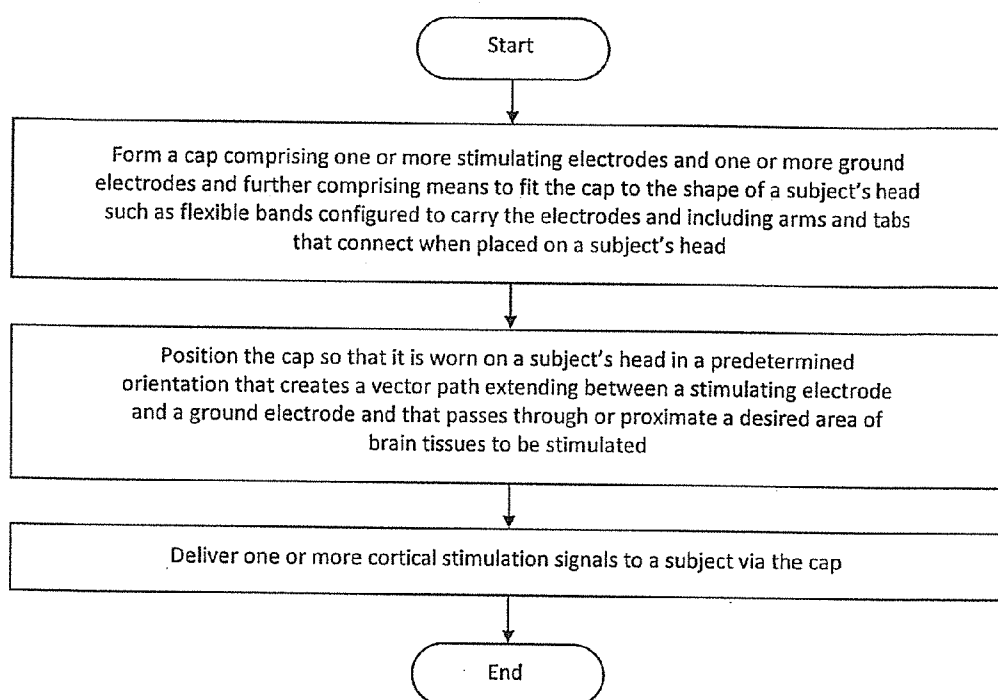 Start
Form a cap comprising one or more stimulating electrodes and one or more ground
electrodes and further comprising means to fit the cap to the shape of a subject's head
such as flexible bands configured to carry the electrodes and including arms and tabs
that connect when placed on a subject's head
Position the cap so that it is worn on a subject's head in a predetermined
orientation that creates a vector path extending between a stimulating electrode
and a ground electrode and that passes through or proximate a desired area of
brain tissues to be stimulated
Deliver one or more cortical stimulation signals to a subject via the cap
End